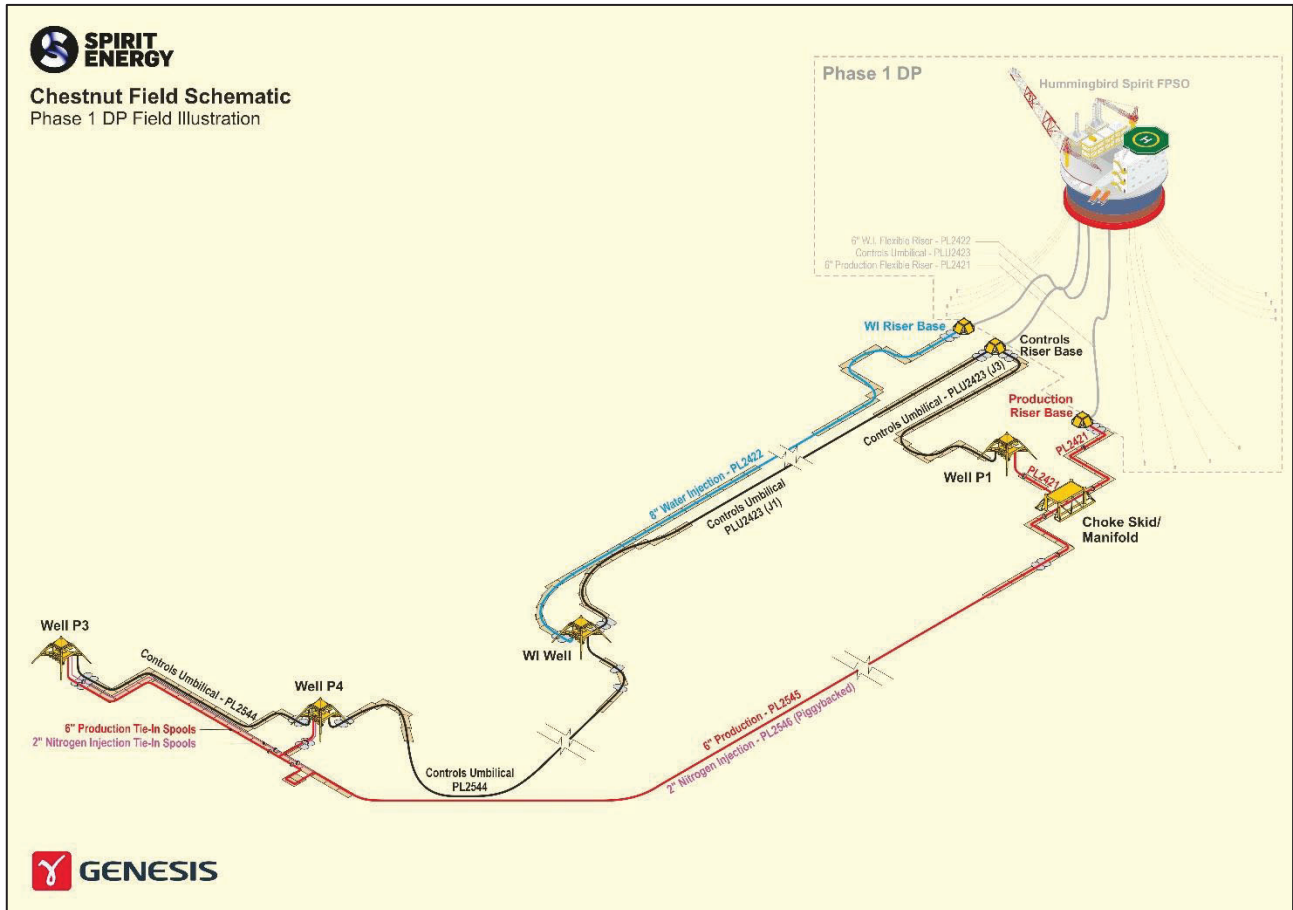 SPIRIT
ENERGY
Chestnut Field Schematic
Phase 1 DP Field Illustration
Phase 1 DP
Hummingbird Spirit FPSO
H
6" W.I. Flexible Riser - PL2422
Controls Umbilical - PLU2423
6" Production Flexible Riser - PL2421
WI Riser Base
Controls
Riser Base
Controls Umbilical - PLU2423 (J3)
Production
Riser Base
PL2421
Well P1
PL2421
Choke Skid/
Manifold
6" Water Injection - PL2422
Controls Umbilical
PLU2423 (J1)
WI Well
Well P3
Controls Umbilical - PL2544
Well P4
6" Production Tie-In Spools
2" Nitrogen Injection Tie-In Spools
Controls Umbilical
PL2544
6" Production - PL2545
2" Nitrogen Injection - PL2546 (Piggybacked)
GENESIS